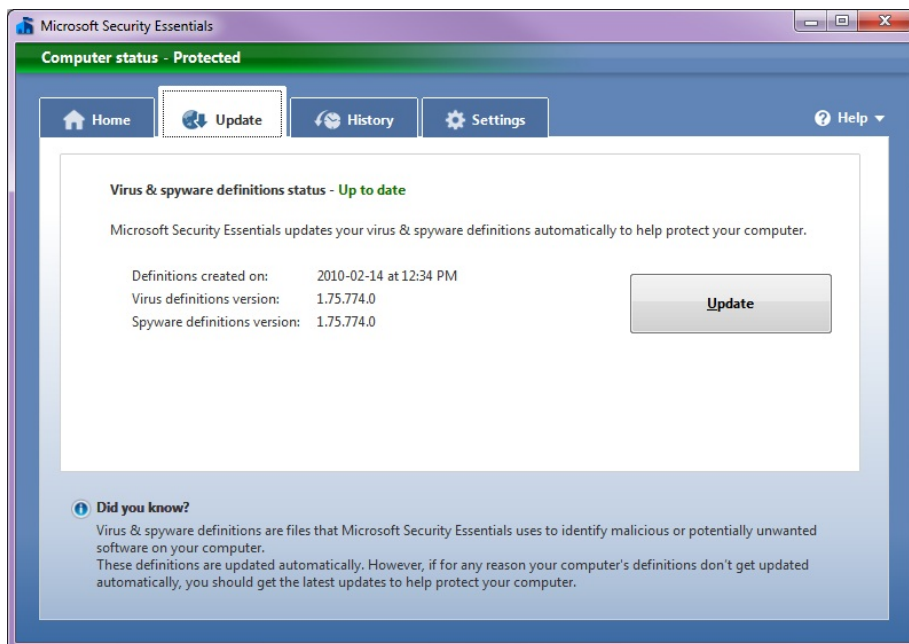 Microsoft Security Essentials
Computer status - Protected
Home
Update
History
Settings
Help
Virus & spyware definitions status - Up to date
Microsoft Security Essentials updates your virus & spyware definitions automatically to help protect your computer.
Definitions created on: 2010-02-14 at 12:34 PM
Virus definitions version: 1.75.774.0
Spyware definitions version: 1.75.774.0
Update
Did you know?
Virus & spyware definitions are files that Microsoft Security Essentials uses to identify malicious or potentially unwanted
software on your computer.
These definitions are updated automatically. However, if for any reason your computer's definitions don't get updated
automatically, you should get the latest updates to help protect your computer.